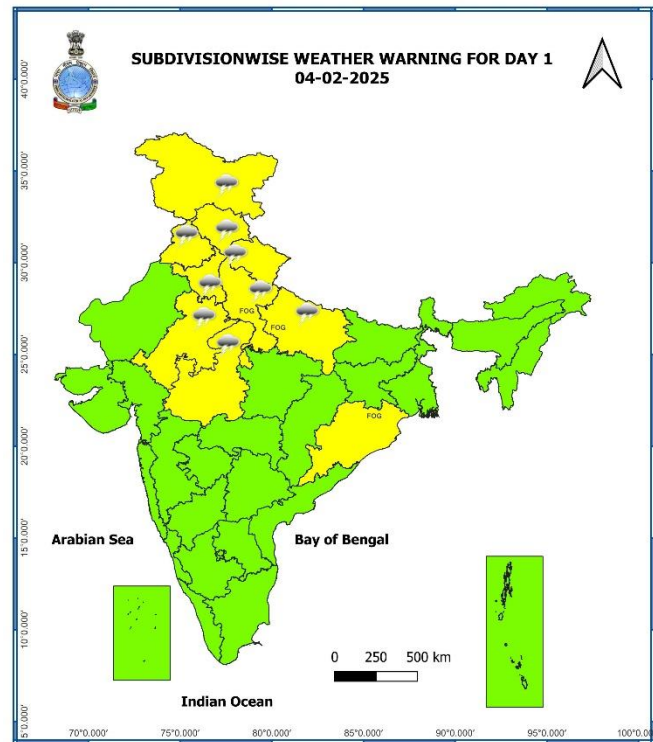 SUBDIVISIONWISE WEATHER WARNING FOR DAY 1
04-02-2025
40°0.000'
35°0.000'
30°0.000'
25°0.000'
20°0.000'
15°0.000'
10°0.000'
5°0.000'
FOG
FOG
FOG
Arabian Sea
Bay of Bengal
0 250 500 km
Indian Ocean
70°0.000' 75°0.000' 80°0.000' 85°0.000' 90°0.000' 95°0.000' 100°0.0